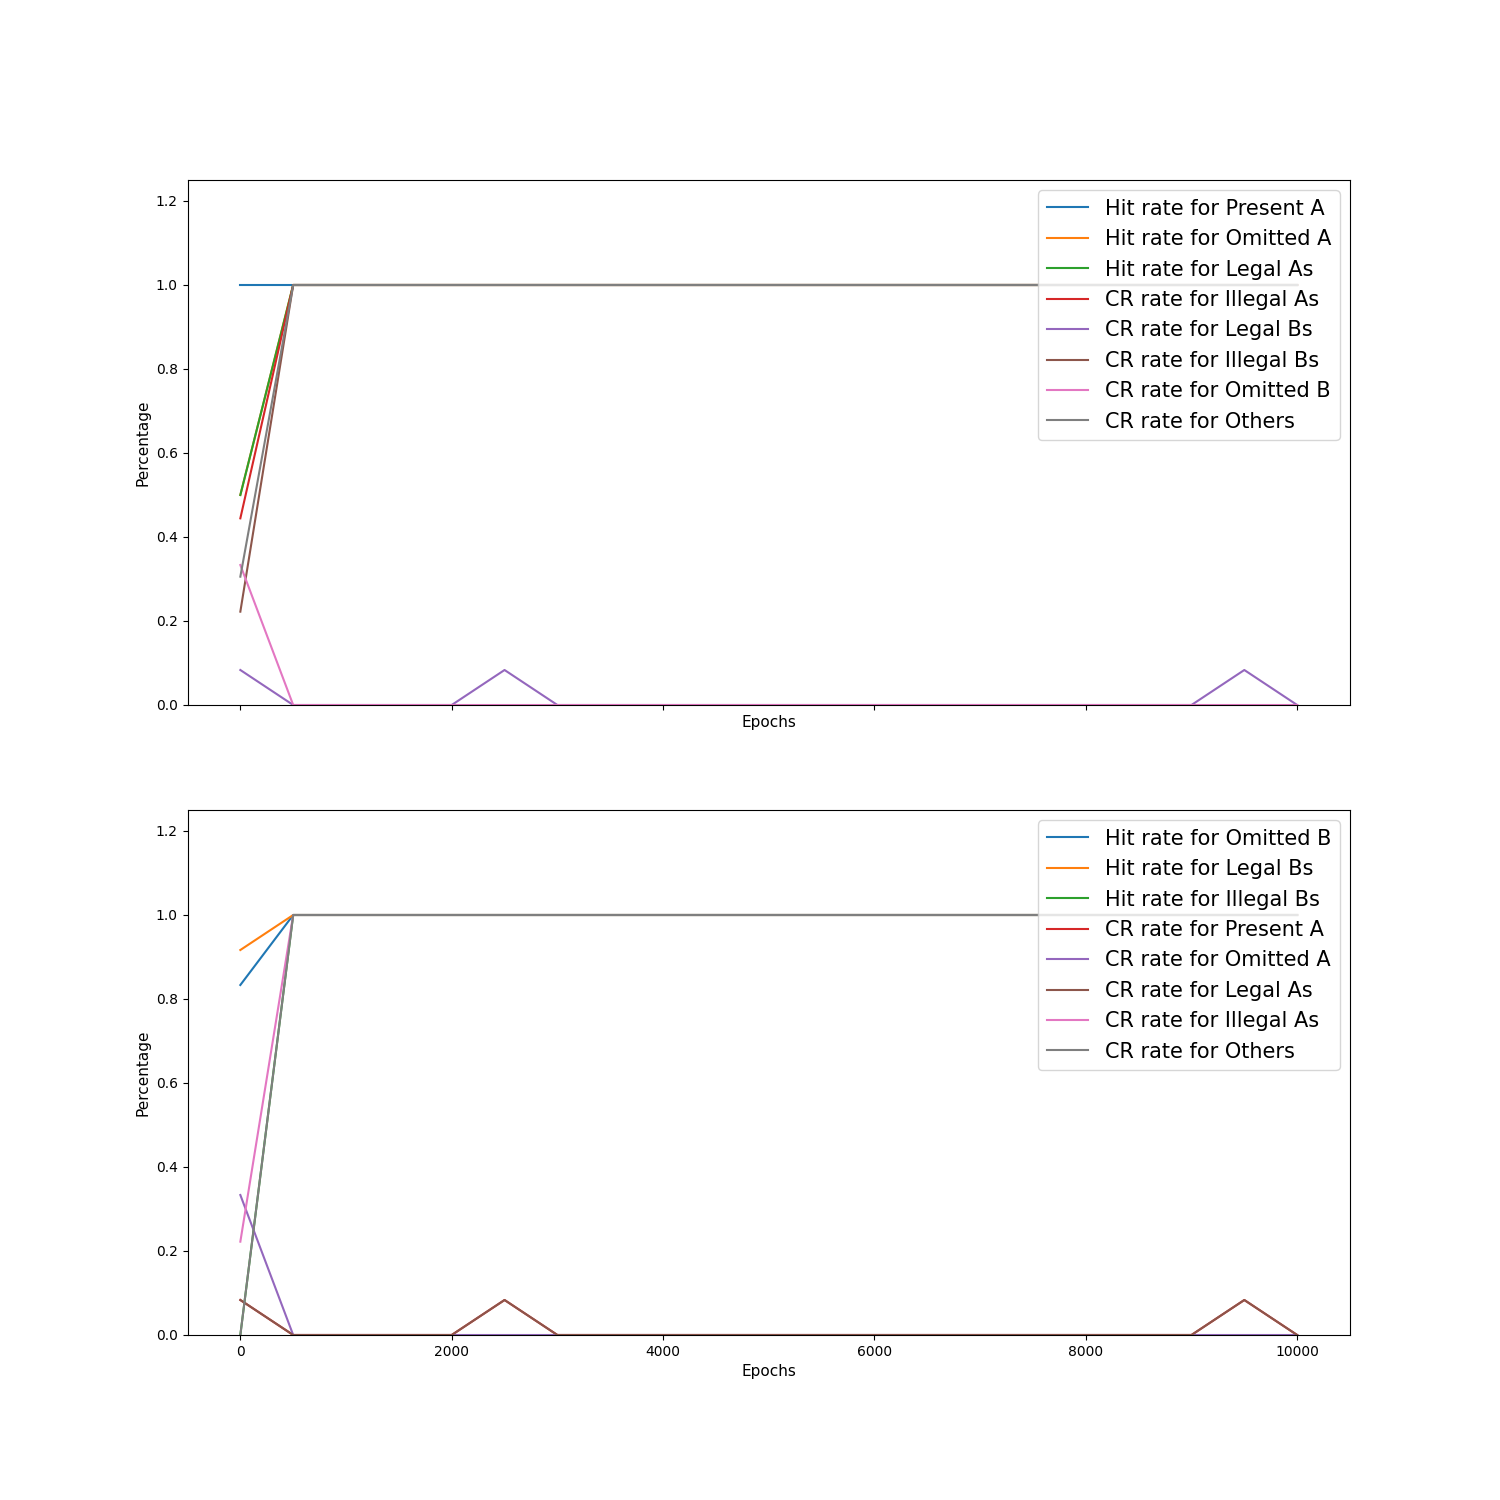 1.2
1.0
0.8
0.6
0.4
0.2
0.0
Percentage
Epochs
Hit rate for Present A
Hit rate for Omitted A
Hit rate for Legal As
CR rate for Illegal As
CR rate for Legal Bs
CR rate for Illegal Bs
CR rate for Omitted B
CR rate for Others
1.2
1.0
0.8
0.6
0.4
0.2
0.0
Percentage
0 2000 4000 6000 8000 10000
Epochs
Hit rate for Omitted B
Hit rate for Legal Bs
Hit rate for Illegal Bs
CR rate for Present A
CR rate for Omitted A
CR rate for Legal As
CR rate for Illegal As
CR rate for Others